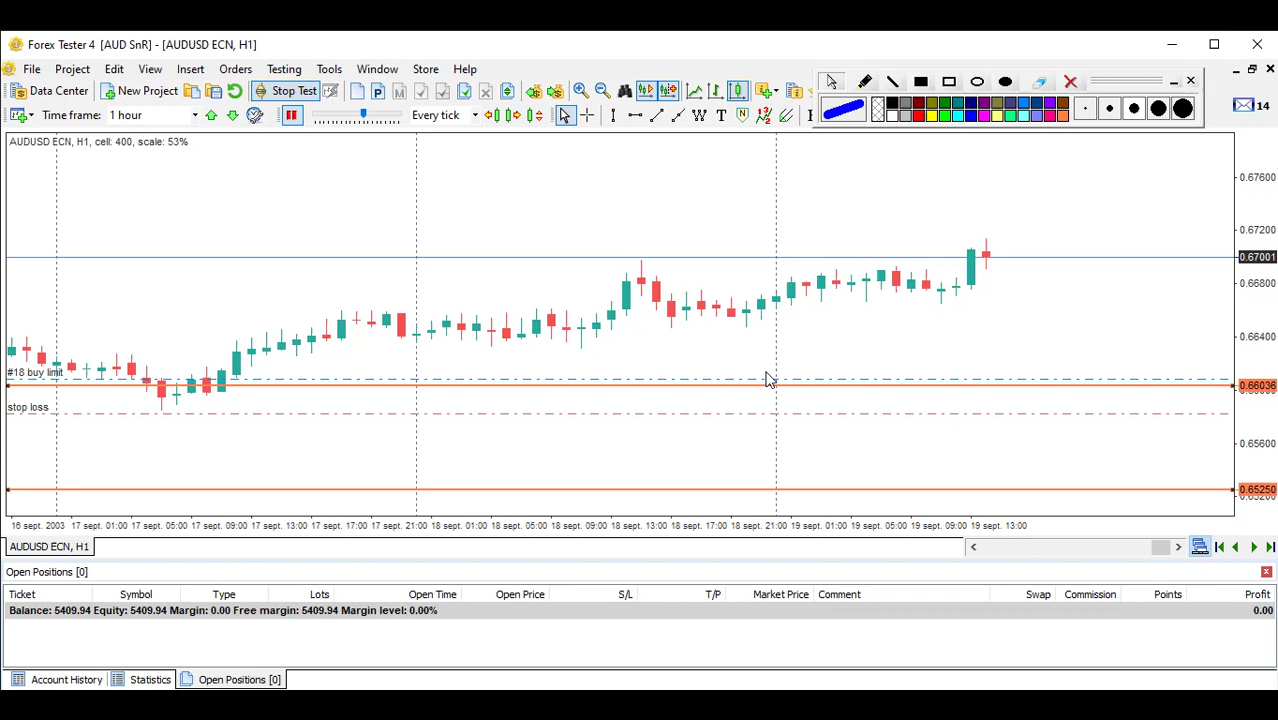 Forex Tester 4 [AUD SnR] - [AUDUSD ECN, H1]
File Project Edit View Insert Orders Testing Tools Window Store Help
Data Center New Project Stop Test
Time frame: 1 hour Every tick 14
AUDUSD ECN, H1, cell: 400, scale: 53%
0.67600
0.67200
0.67001
0.66800
0.66400
#18 buy limit
0.66036
stop loss
0.65600
0.65250
16 sept. 2003 17 sept. 01:00 17 sept. 05:00 17 sept. 09:00 17 sept. 13:00 17 sept. 17:00 17 sept. 21:00 18 sept. 01:00 18 sept. 05:00 18 sept. 09:00 18 sept. 13:00 18 sept. 17:00 18 sept. 21:00 19 sept. 01:00 19 sept. 05:00 19 sept. 09:00 19 sept. 13:00
AUDUSD ECN, H1
Open Positions [0]
Ticket Symbol Type Lots Open Time Open Price S/L T/P Market Price Comment Swap Commission Points Profit
Balance: 5409.94 Equity: 5409.94 Margin: 0.00 Free margin: 5409.94 Margin level: 0.00% 0.00
Account History Statistics Open Positions [0]